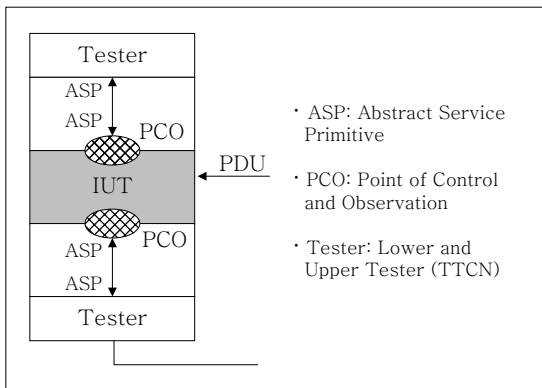 Tester
ASP
ASP
PCO
IUT
PDU
PCO
ASP
ASP
Tester
· ASP: Abstract Service
Primitive
· PCO: Point of Control
and Observation
· Tester: Lower and
Upper Tester (TTCN)